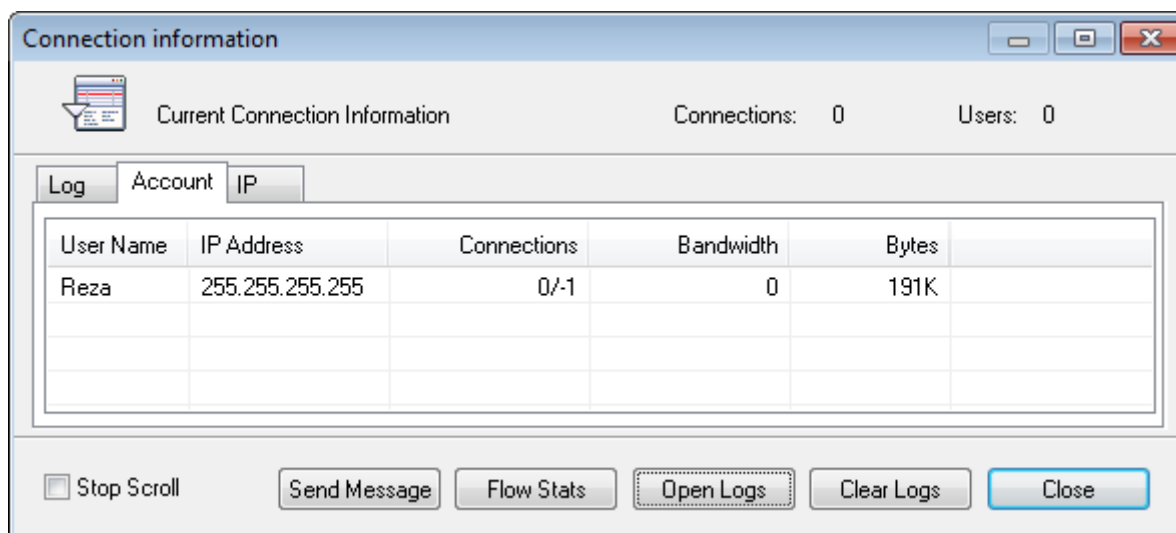 Connection information
Current Connection Information Connections: 0 Users: 0
Log Account IP
User Name IP Address Connections Bandwidth Bytes
Reza 255.255.255.255 0/-1 0 191K
Stop Scroll Send Message Flow Stats Open Logs Clear Logs Close